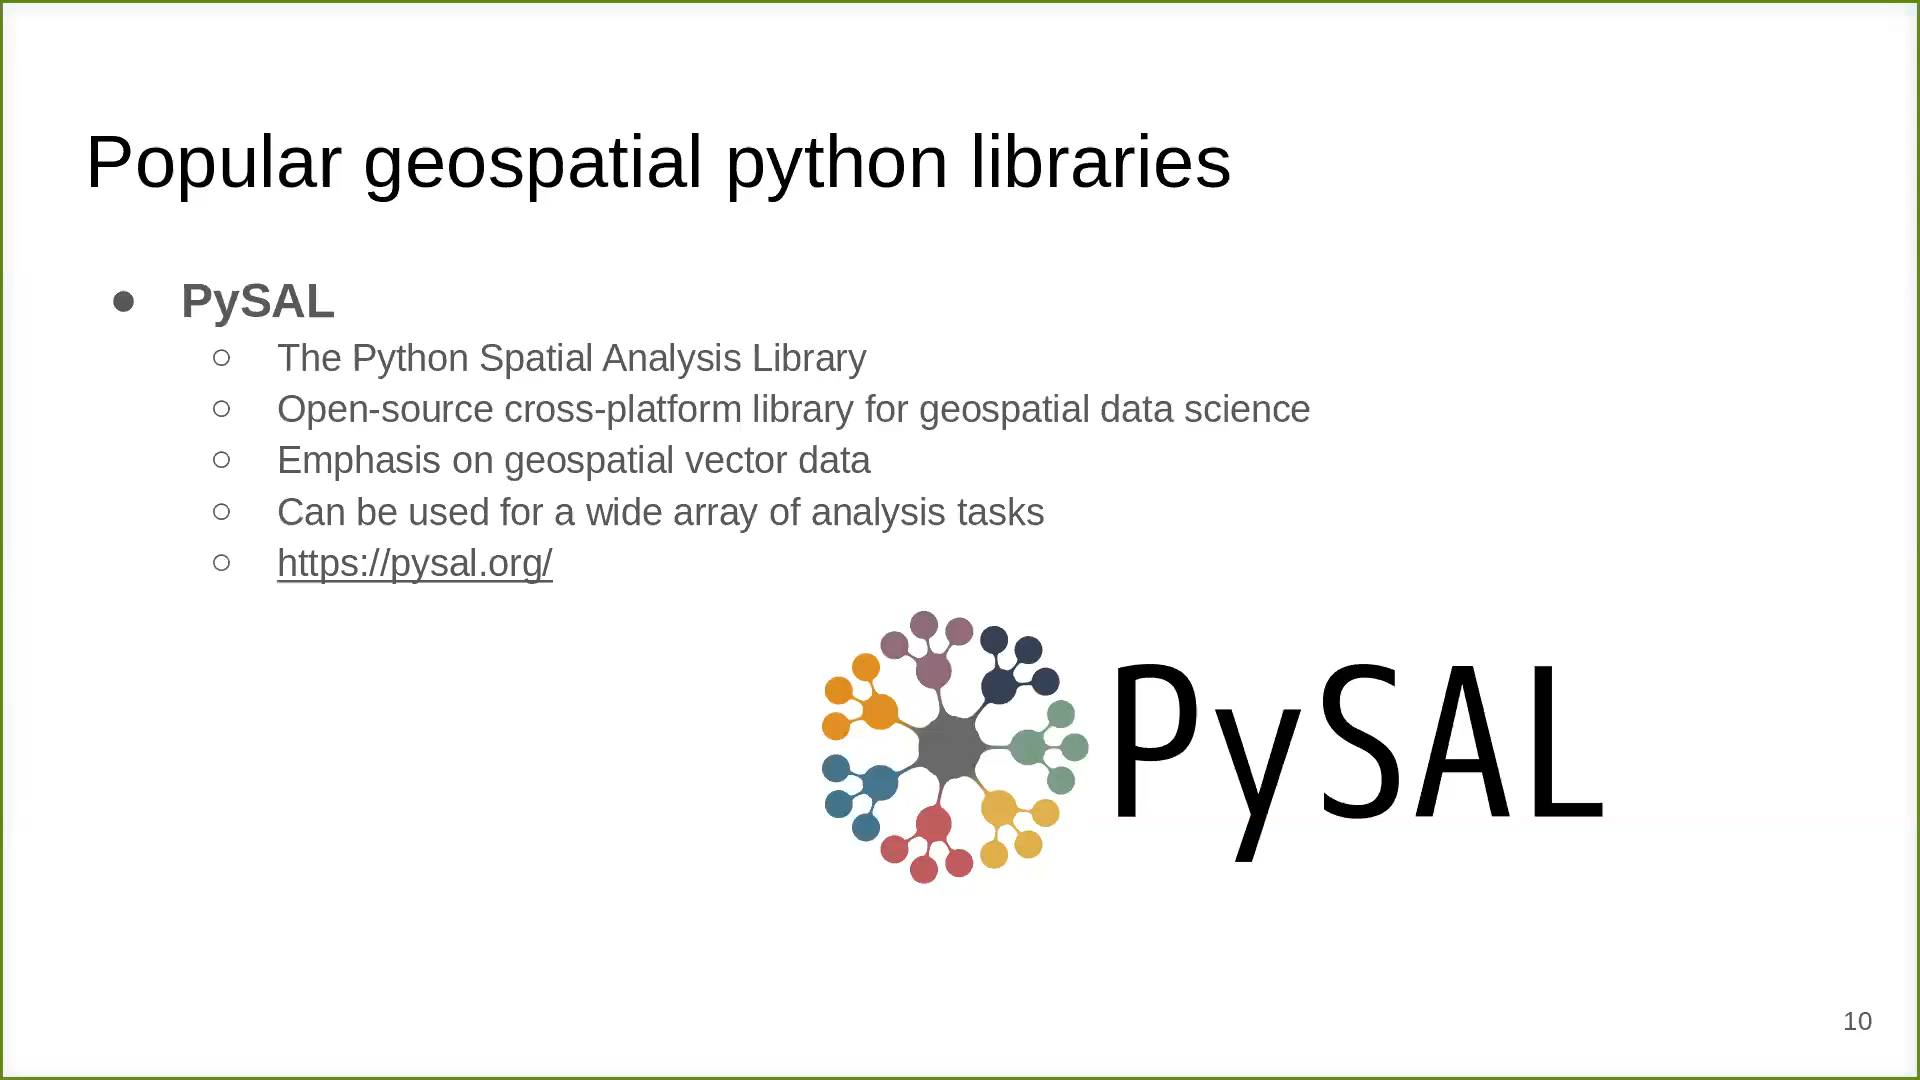 Popular geospatial python libraries
● PySAL
○ The Python Spatial Analysis Library
○ Open-source cross-platform library for geospatial data science
○ Emphasis on geospatial vector data
○ Can be used for a wide array of analysis tasks
○ https://pysal.org/
PySAL
10